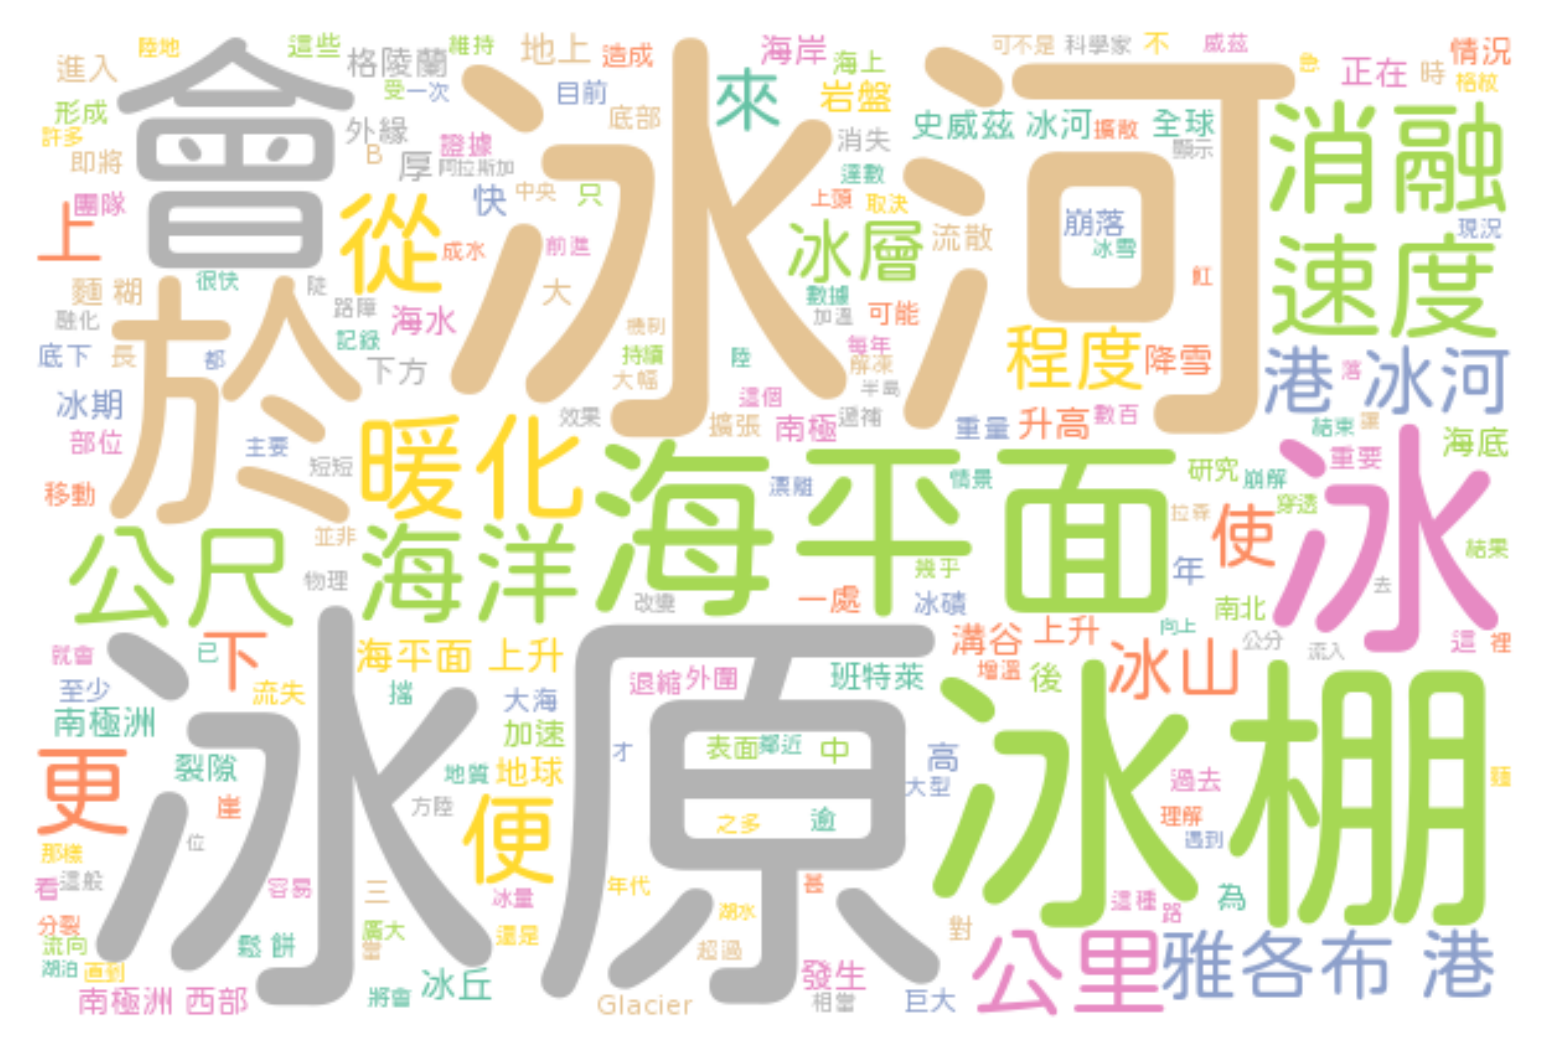 陸地 這些 格陵蘭 維持 地上 造成 海岸 海上 可不是 科學家 不 威茲 急 情況
進入 會 受 一次 目前 來 岩盤 正在 時 格紋
形成 外緣 底部 冰河 史威茲 冰河 擴散 全球 消融
許多 即將 B 厚 證據 阿拉斯加 消失 顯示
團隊 快 中央 只 達數 上頭 取決 崩落 現況
上 從 成水 前進 冰層 流散 冰雪 速度
麵 糊 很快 陡 路障 大 數據 加溫 可能
融化 於 記錄 海水 機制 每年 程度 降雪
底下 長 都 下方 持續 大幅 陸 解凍 半島 港 落 冰河
冰期 效果 這個 擴張 南極 遞補 重量 升高 數百 結束 讓
部位 主要 短短 暖化 海平面 漂離 情景 研究 崩解 重要 海底
移動 並非 拉森 使 穿透 冰
公尺 物理 海洋 幾乎 年 結果
改變 一處 冰磧 南北 去
就會 已 下 海平面 上升 溝谷 上升 向上 公分 流入 這 裡
至少 流失 擋 大海 退縮 外圍 班特萊 增溫 後 冰山
南極洲 冰原 加速 表面 鄰近 中 高 冰棚
更 裂隙 地質 地球 才 大型 過去 麵
崖 方陸 便 之多 逾 理解 遇到
那樣 位
看 這般 容易 三 冰量 年代 甚 這種 路 為
分裂 廣大 還是 湖水 對
流向 鬆 餅 當 超過 公里 雅各布 港
湖泊 直到 冰丘 發生
南極洲 西部 將會 Glacier 相當 巨大